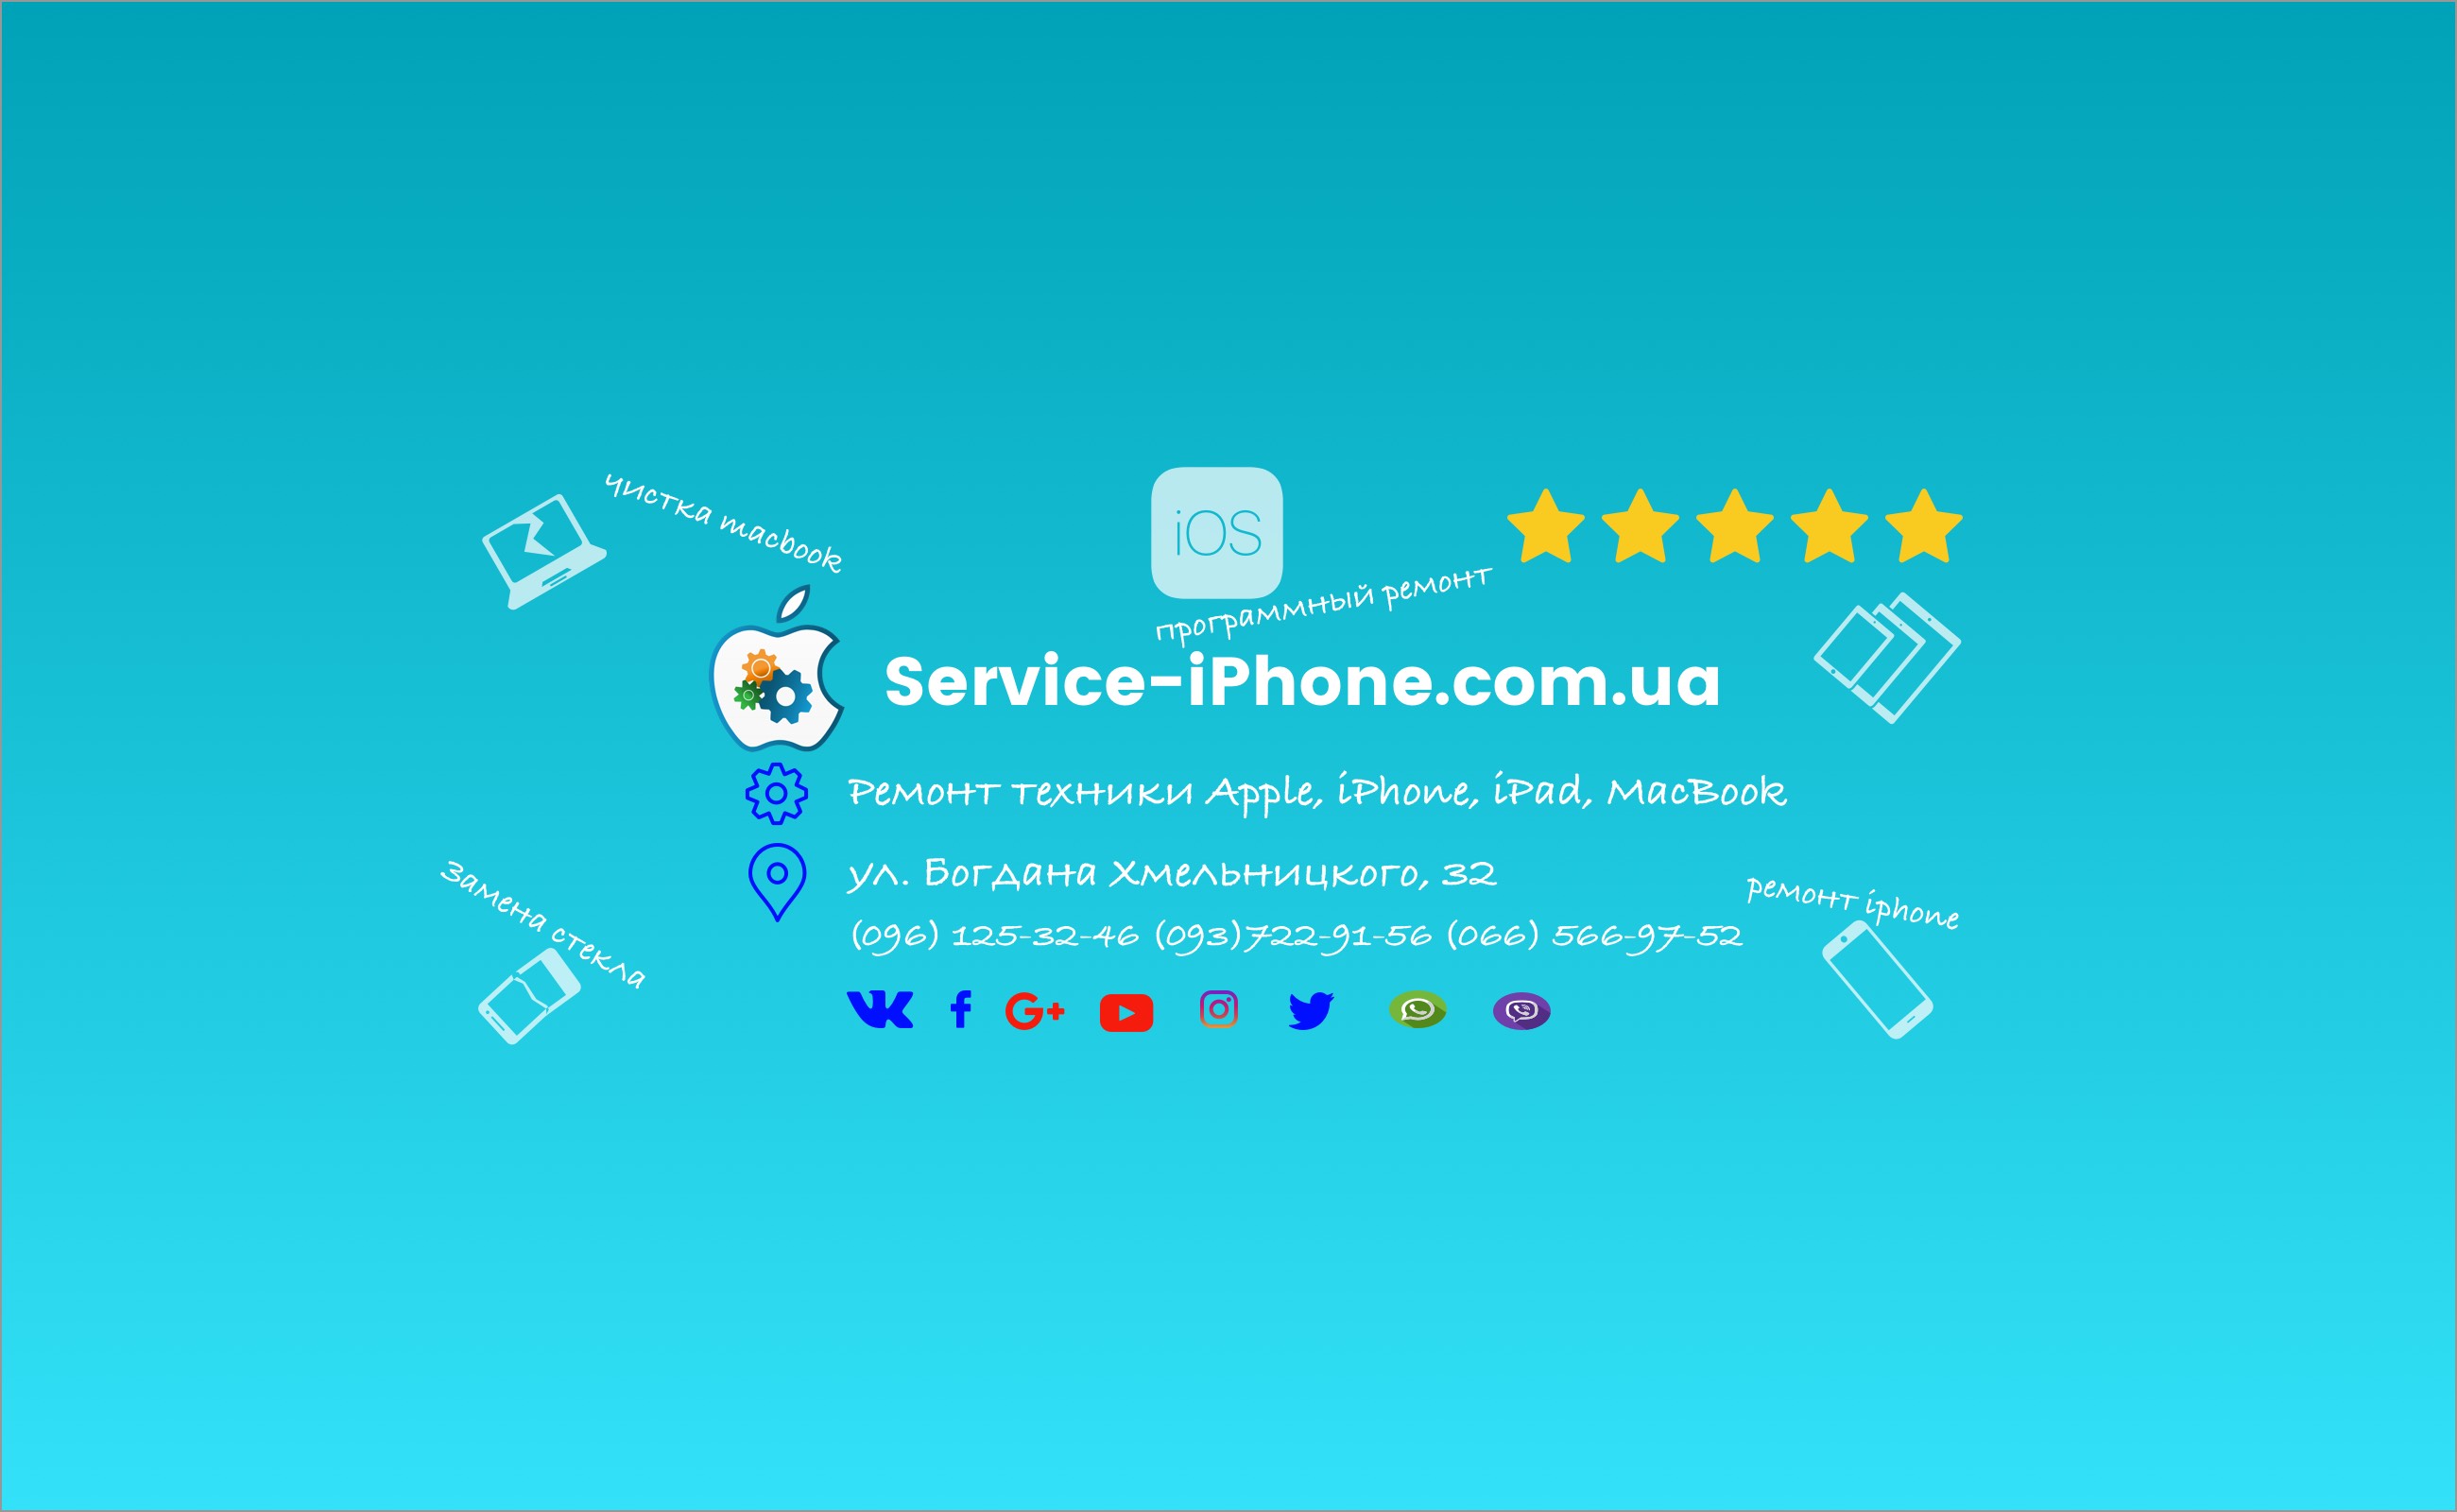 чистка macbook
iOS
программный ремонт
Service-iPhone.com.ua
Ремонт техники Apple, iPhone, iPad, MacBook
ул. Богдана Хмельницкого, 32
(096) 125-32-46 (093)722-91-56 (066) 566-97-52
замена стекла
ремонт iphone